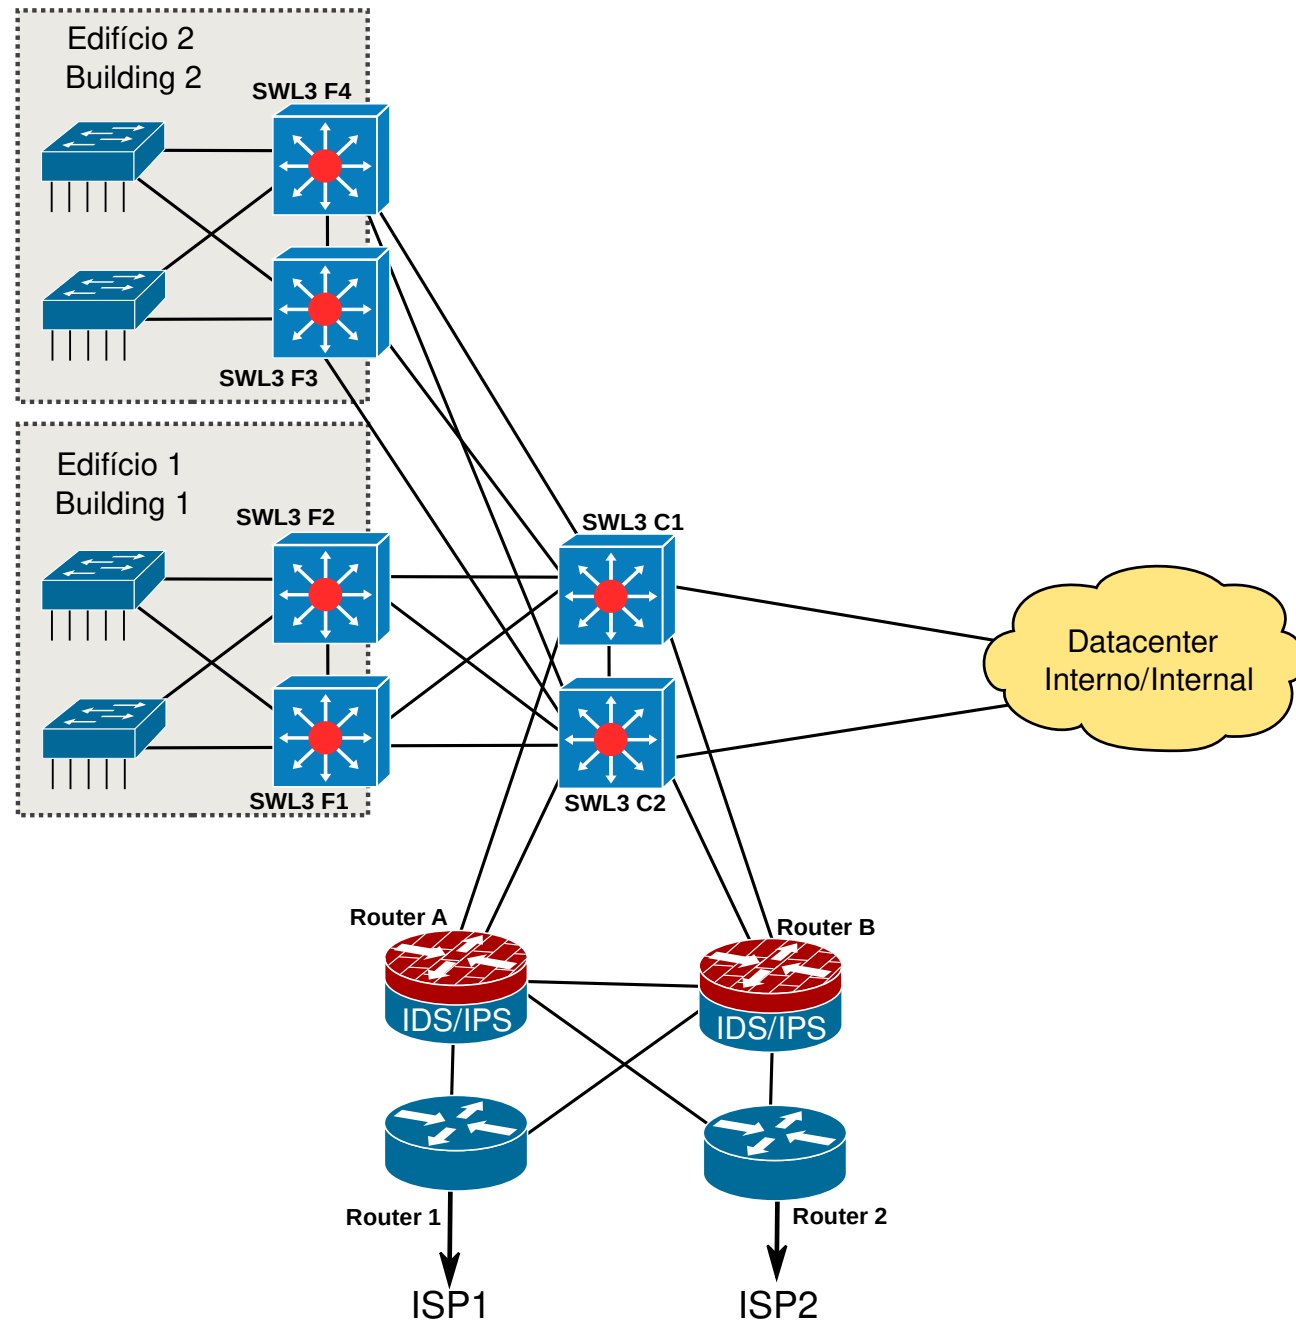 Edifício 2
Building 2
SWL3 F4
SWL3 F3
Edifício 1
Building 1
SWL3 F2
SWL3 F1
SWL3 C1
SWL3 C2
Datacenter
Interno/Internal
Router A
IDS/IPS
Router B
IDS/IPS
Router 1
Router 2
ISP1
ISP2